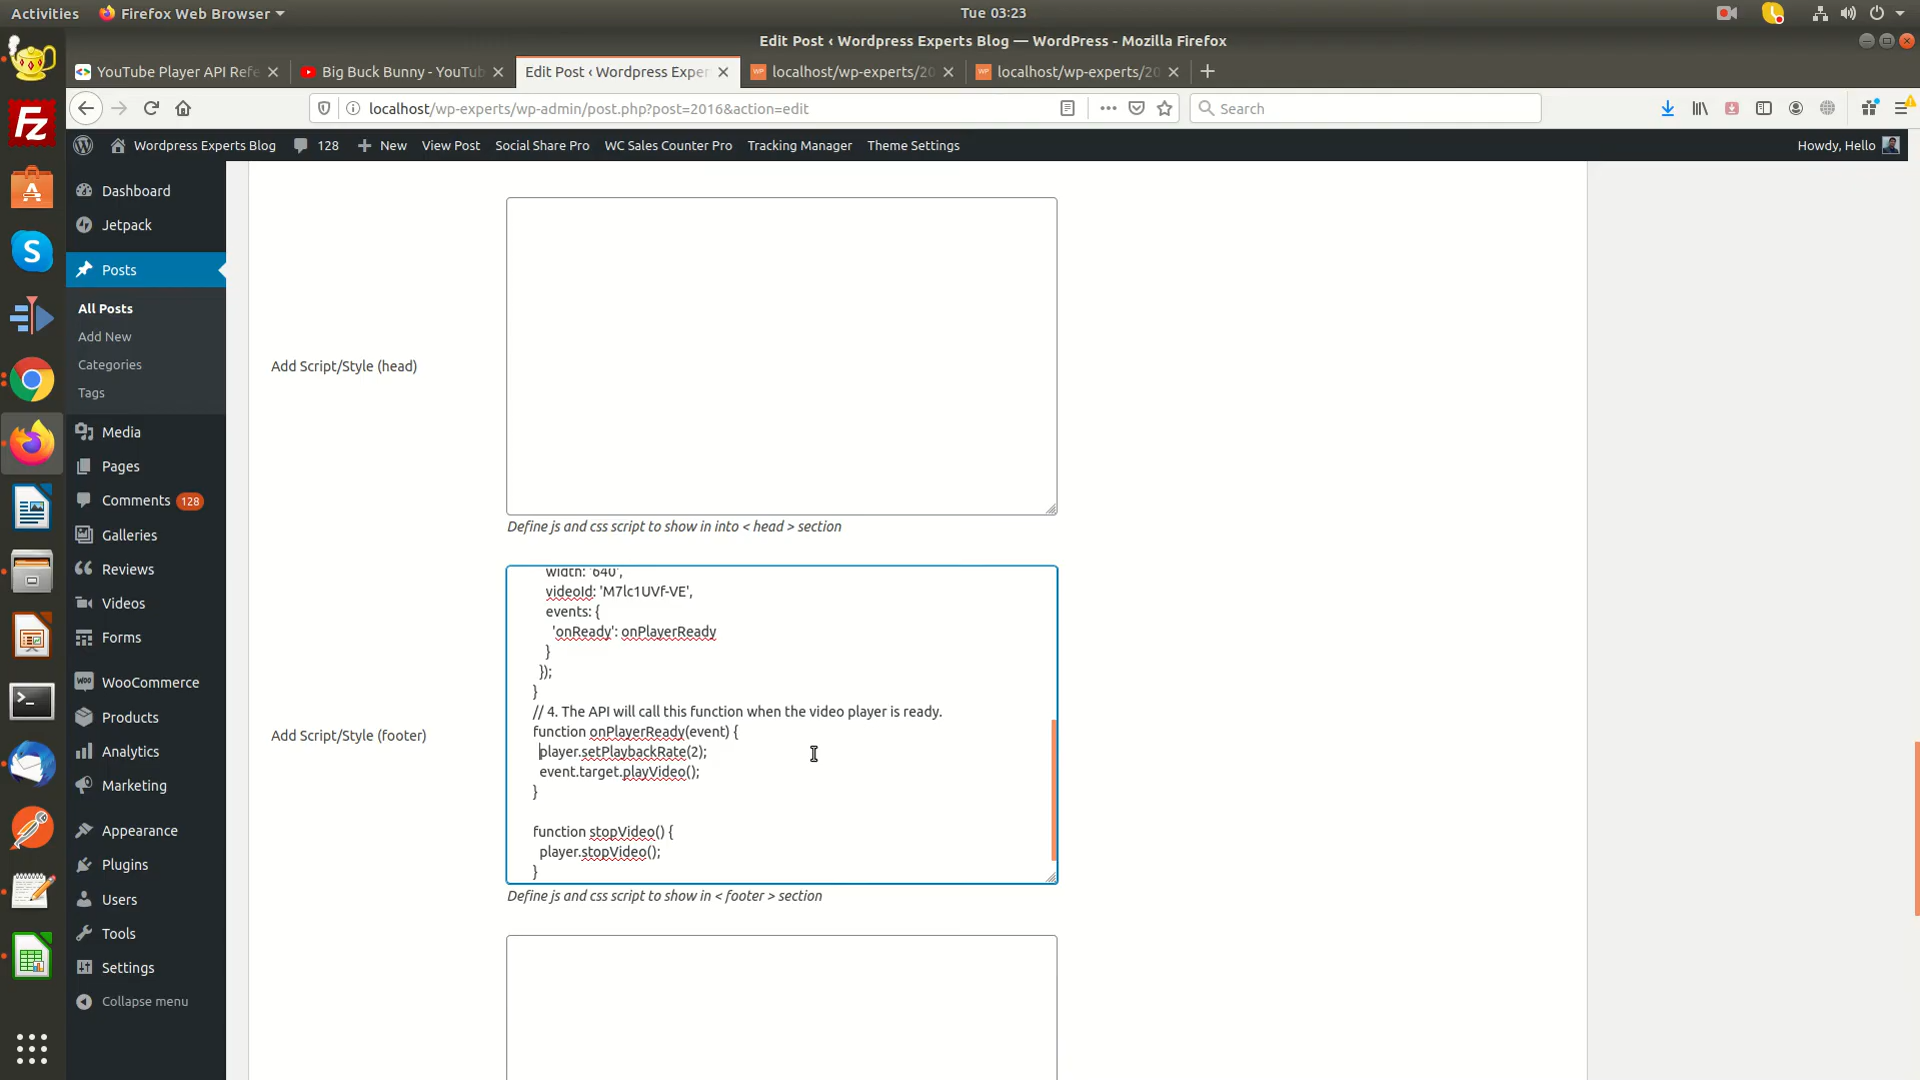 Activities
Firefox Web Browser
Tue 03:23
Edit Post ‹ Wordpress Experts Blog — WordPress - Mozilla Firefox
YouTube Player API Refe
Big Buck Bunny - YouTub
Edit Post ‹ Wordpress Exper
localhost/wp-experts/20
localhost/wp-experts/20
localhost/wp-experts/wp-admin/post.php?post=2016&action=edit
Search
Wordpress Experts Blog
128
New
View Post
Social Share Pro
WC Sales Counter Pro
Tracking Manager
Theme Settings
Howdy, Hello
Dashboard
Jetpack
Posts
All Posts
Add New
Categories
Tags
Media
Pages
Comments 128
Galleries
Reviews
Videos
Forms
WooCommerce
Products
Analytics
Marketing
Appearance
Plugins
Users
Tools
Settings
Collapse menu
Add Script/Style (head)
Define js and css script to show in into < head > section
Add Script/Style (footer)
width: '640',
videoId: 'M7lc1UVf-VE',
events: {
'onReady': onPlayerReady
}
});
}
// 4. The API will call this function when the video player is ready.
function onPlayerReady(event) {
player.setPlaybackRate(2);
event.target.playVideo();
}
function stopVideo() {
player.stopVideo();
}
Define js and css script to show in < footer > section